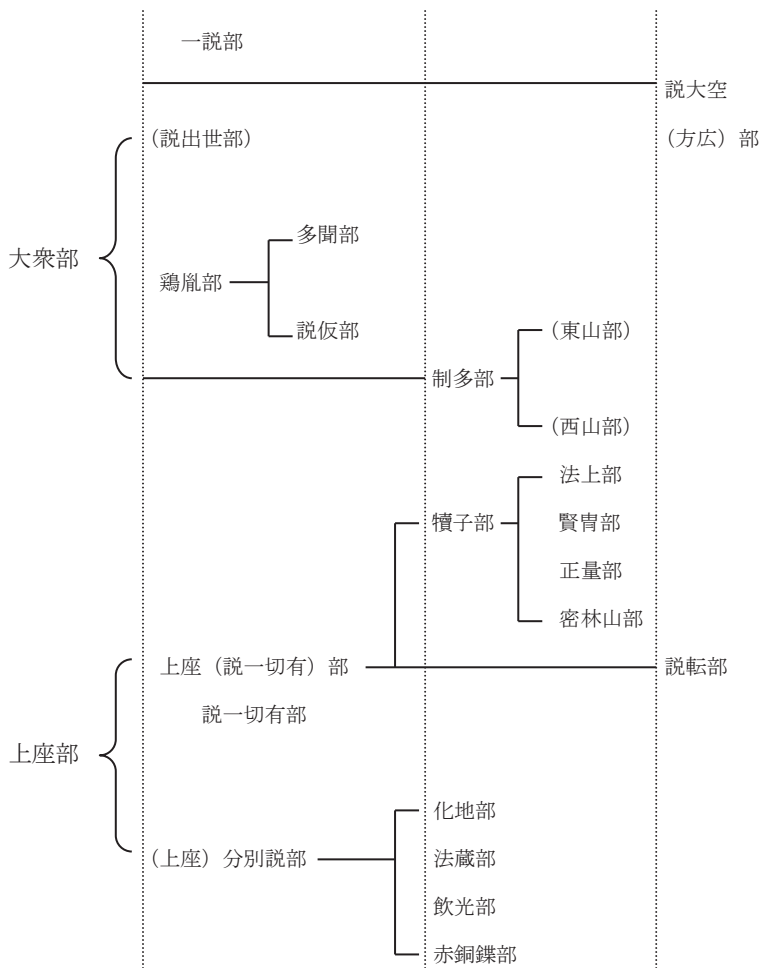 一説部
説大空
(説出世部)
(方広)部
多聞部
大衆部
鶏胤部
説仮部
(東山部)
制多部
(西山部)
法上部
犢子部
賢冑部
正量部
密林山部
上座(説一切有)部
説転部
説一切有部
上座部
化地部
(上座)分別説部
法蔵部
飲光部
赤銅鍱部